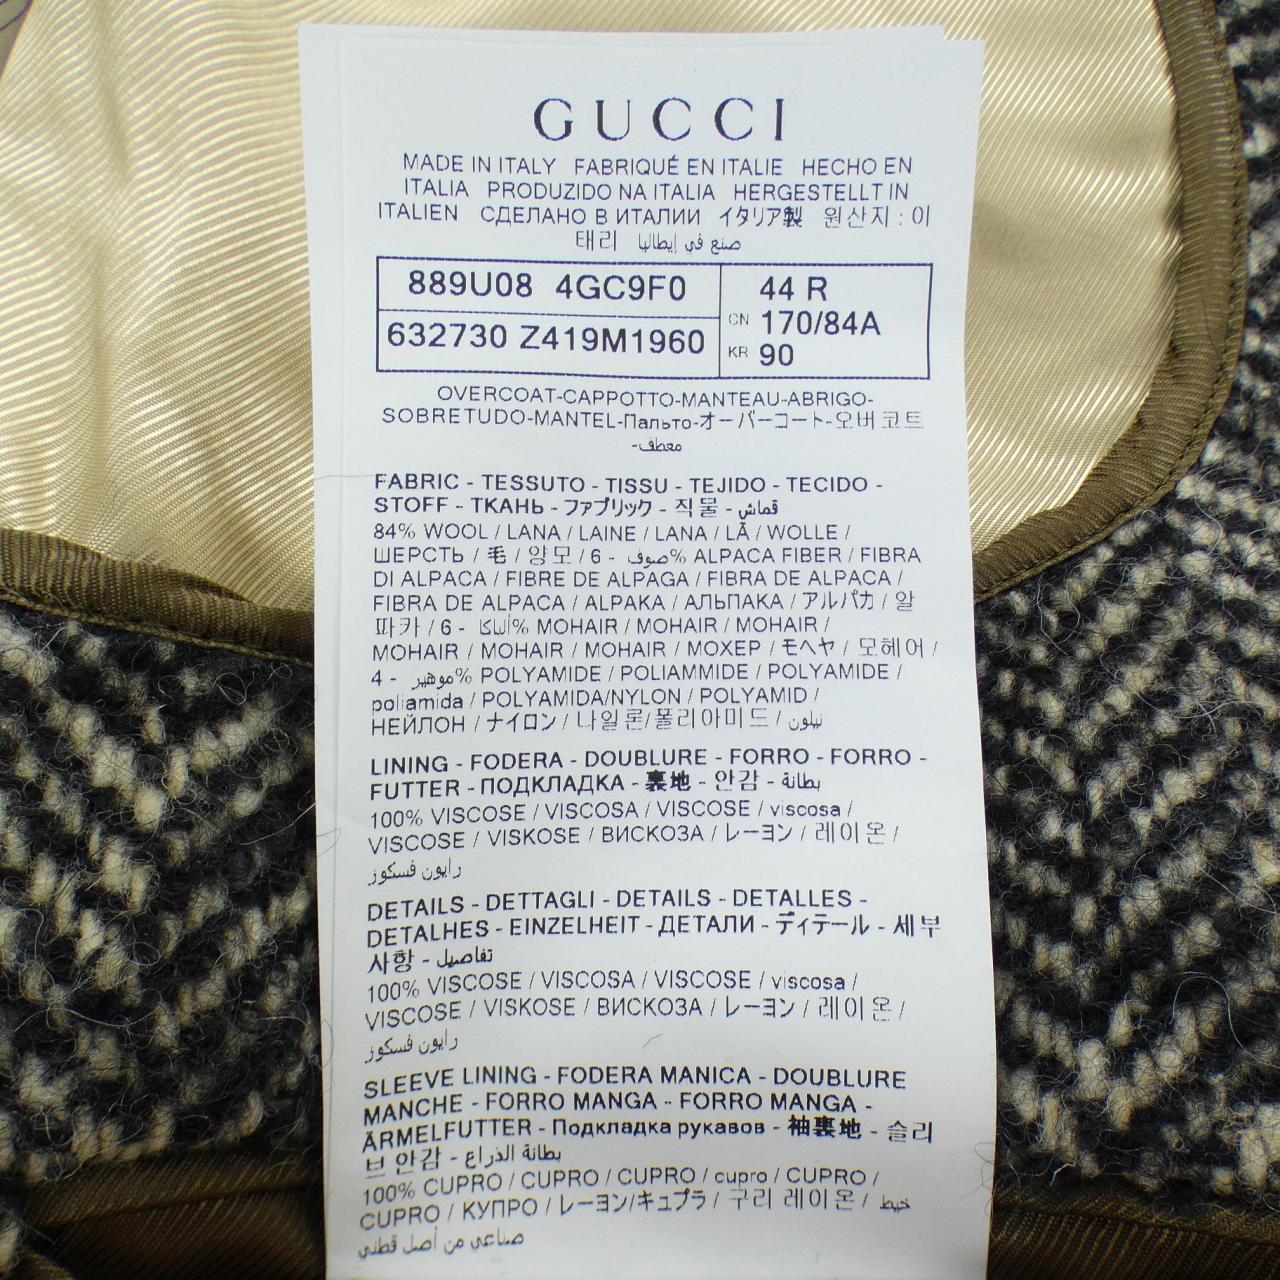 GUCCI
MADE IN ITALY FABRIQUÉ EN ITALIE HECHO EN
ITALIA PRODUZIDO NA ITALIA HERGESTELLT IN
ITALIEN СДЕЛАНО В ИТАЛИИ イタリア製 원산지 : 이
태리 صنع في إيطاليا
889U08 4GC9F0
632730 Z419M1960
44 R
CN 170/84A
KR 90
OVERCOAT-CAPPOTTO-MANTEAU-ABRIGO-
SOBRETUDO-MANTEL-Пальто-オーバーコート-오버코트
-معطف
FABRIC - TESSUTO - TISSU - TEJIDO - TECIDO -
STOFF - ТКАНЬ - ファブリック - 직물 - قماش
84% WOOL / LANA / LAINE / LANA / LÃ / WOLLE /
ШЕРСТЬ / 毛 / 양모 / 6 - صوف% ALPACA FIBER / FIBRA
DI ALPACA / FIBRE DE ALPAGA / FIBRA DE ALPACA /
FIBRA DE ALPACA / ALPAKA / АЛЬПАКА / アルパカ / 알
파카 / 6 - ألباكا% MOHAIR / MOHAIR / MOHAIR /
MOHAIR / MOHAIR / MOHAIR / МОХЕР / モヘヤ / 모헤어 /
4 - موهير% POLYAMIDE / POLIAMMIDE / POLYAMIDE /
poliamida / POLYAMIDA/NYLON / POLYAMID /
НЕЙЛОН / ナイロン / 나일론/폴리아미드 / نيلون
LINING - FODERA - DOUBLURE - FORRO - FORRO -
FUTTER - ПОДКЛАДКА - 裏地 - 안감 - بطانة
100% VISCOSE / VISCOSA / VISCOSE / viscosa /
VISCOSE / VISKOSE / ВИСКОЗА / レーヨン / 레이온 /
رايون فسكوز
DETAILS - DETTAGLI - DETAILS - DETALLES -
DETALHES - EINZELHEIT - ДЕТАЛИ - ディテール - 세부
사항 - تفاصيل
100% VISCOSE / VISCOSA / VISCOSE / viscosa /
VISCOSE / VISKOSE / ВИСКОЗА / レーヨン / 레이온 /
رايون فسكوز
SLEEVE LINING - FODERA MANICA - DOUBLURE
MANCHE - FORRO MANGA - FORRO MANGA -
ÄRMELFUTTER - Подкладка рукавов - 袖裏地 - 슬리
브 안감 - بطانة الذراع
100% CUPRO / CUPRO / CUPRO / cupro / CUPRO /
CUPRO / КУПРО / レーヨン/キュプラ / 구리 레이온 / خيط
صناعي من أصل قطني